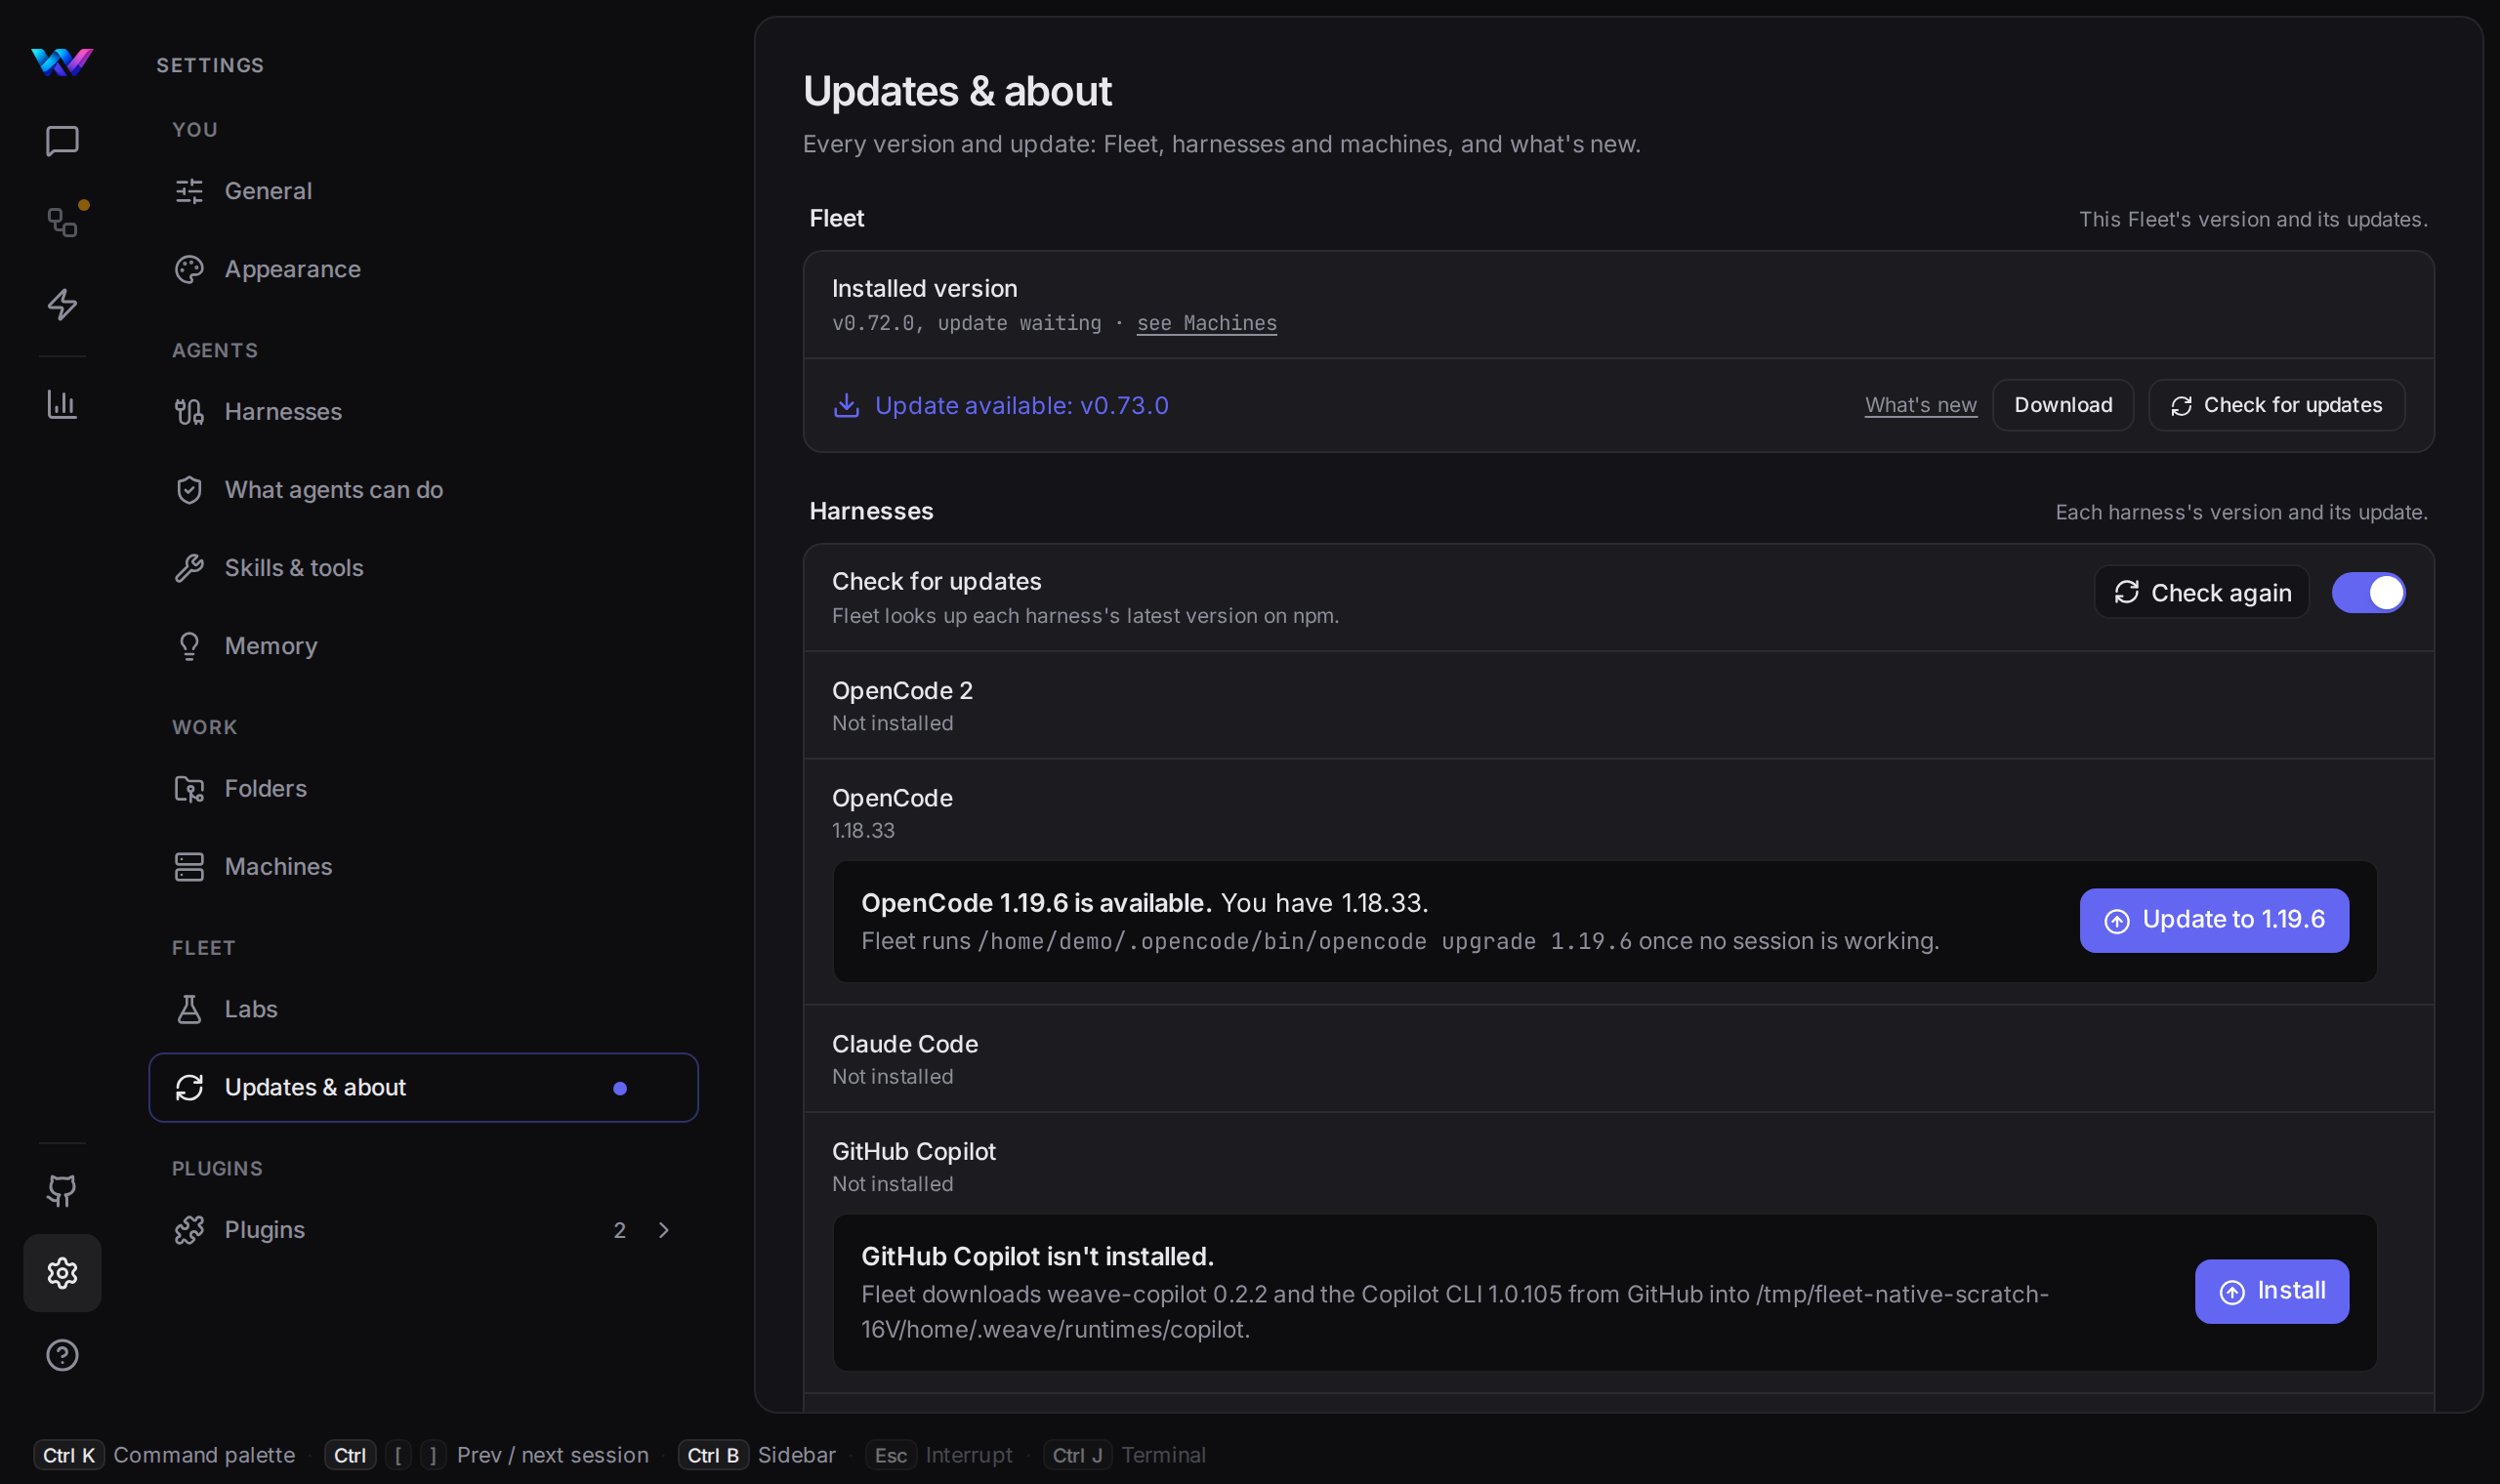 SETTINGS
YOU
General
Appearance
AGENTS
Harnesses
What agents can do
Skills & tools
Memory
WORK
Folders
Machines
FLEET
Labs
Updates & about
PLUGINS
Plugins 2
Updates & about
Every version and update: Fleet, harnesses and machines, and what's new.
Fleet
This Fleet's version and its updates.
Installed version
v0.72.0, update waiting · see Machines
Update available: v0.73.0
What's new
Download
Check for updates
Harnesses
Each harness's version and its update.
Check for updates
Fleet looks up each harness's latest version on npm.
Check again
OpenCode 2
Not installed
OpenCode
1.18.33
OpenCode 1.19.6 is available. You have 1.18.33.
Fleet runs /home/demo/.opencode/bin/opencode upgrade 1.19.6 once no session is working.
Update to 1.19.6
Claude Code
Not installed
GitHub Copilot
Not installed
GitHub Copilot isn't installed.
Fleet downloads weave-copilot 0.2.2 and the Copilot CLI 1.0.105 from GitHub into /tmp/fleet-native-scratch-
16V/home/.weave/runtimes/copilot.
Install
Ctrl K Command palette · Ctrl [ ] Prev / next session · Ctrl B Sidebar · Esc Interrupt · Ctrl J Terminal